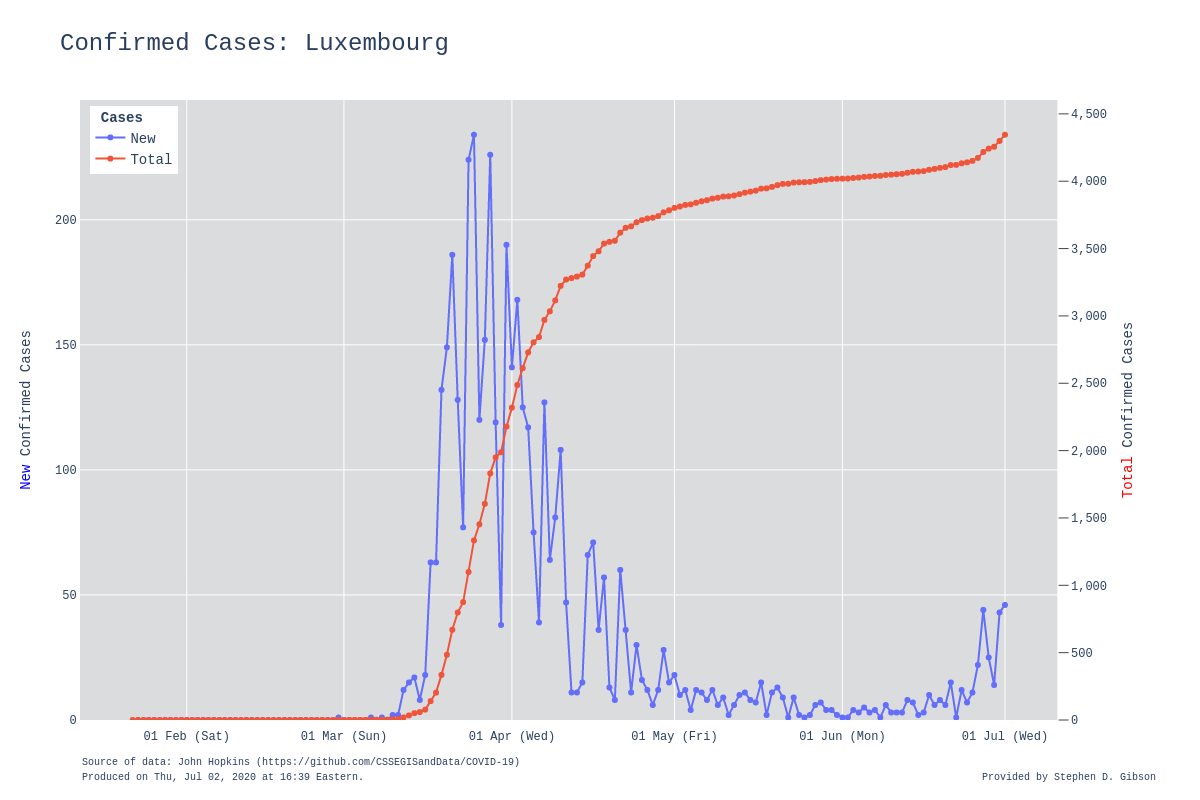 Confirmed Cases: Luxembourg
Cases
New
Total
200
150
100
50
0
New Confirmed Cases
4,500
4,000
3,500
3,000
2,500
2,000
1,500
1,000
500
0
Total Confirmed Cases
01 Feb (Sat)
01 Mar (Sun)
01 Apr (Wed)
01 May (Fri)
01 Jun (Mon)
01 Jul (Wed)
Source of data: John Hopkins (https://github.com/CSSEGISandData/COVID-19)
Produced on Thu, Jul 02, 2020 at 16:39 Eastern.
Provided by Stephen D. Gibson